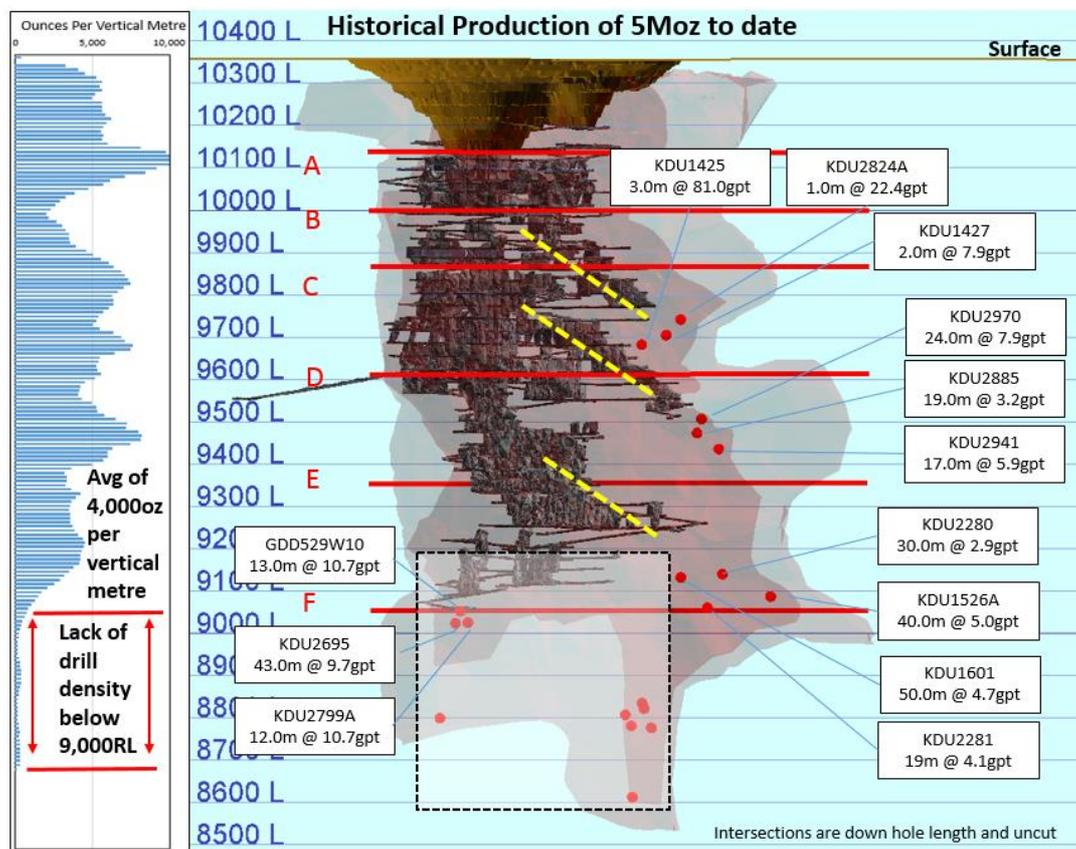 Ounces Per Vertical Metre
0 5,000 10,000
Historical Production of 5Moz to date
Surface
10400 L
10300 L
10200 L
10100 L
10000 L
9900 L
9800 L
9700 L
9600 L
9500 L
9400 L
9300 L
9200 L
9100 L
9000 L
8900 L
8800 L
8700 L
8600 L
8500 L
A
B
C
D
E
F
KDU1425
3.0m @ 81.0gpt
KDU2824A
1.0m @ 22.4gpt
KDU1427
2.0m @ 7.9gpt
KDU2970
24.0m @ 7.9gpt
KDU2885
19.0m @ 3.2gpt
KDU2941
17.0m @ 5.9gpt
KDU2280
30.0m @ 2.9gpt
KDU1526A
40.0m @ 5.0gpt
KDU1601
50.0m @ 4.7gpt
KDU2281
19m @ 4.1gpt
GDD529W10
13.0m @ 10.7gpt
KDU2695
43.0m @ 9.7gpt
KDU2799A
12.0m @ 10.7gpt
Avg of
4,000oz
per
vertical
metre
Lack of
drill
density
below
9,000RL
Intersections are down hole length and uncut